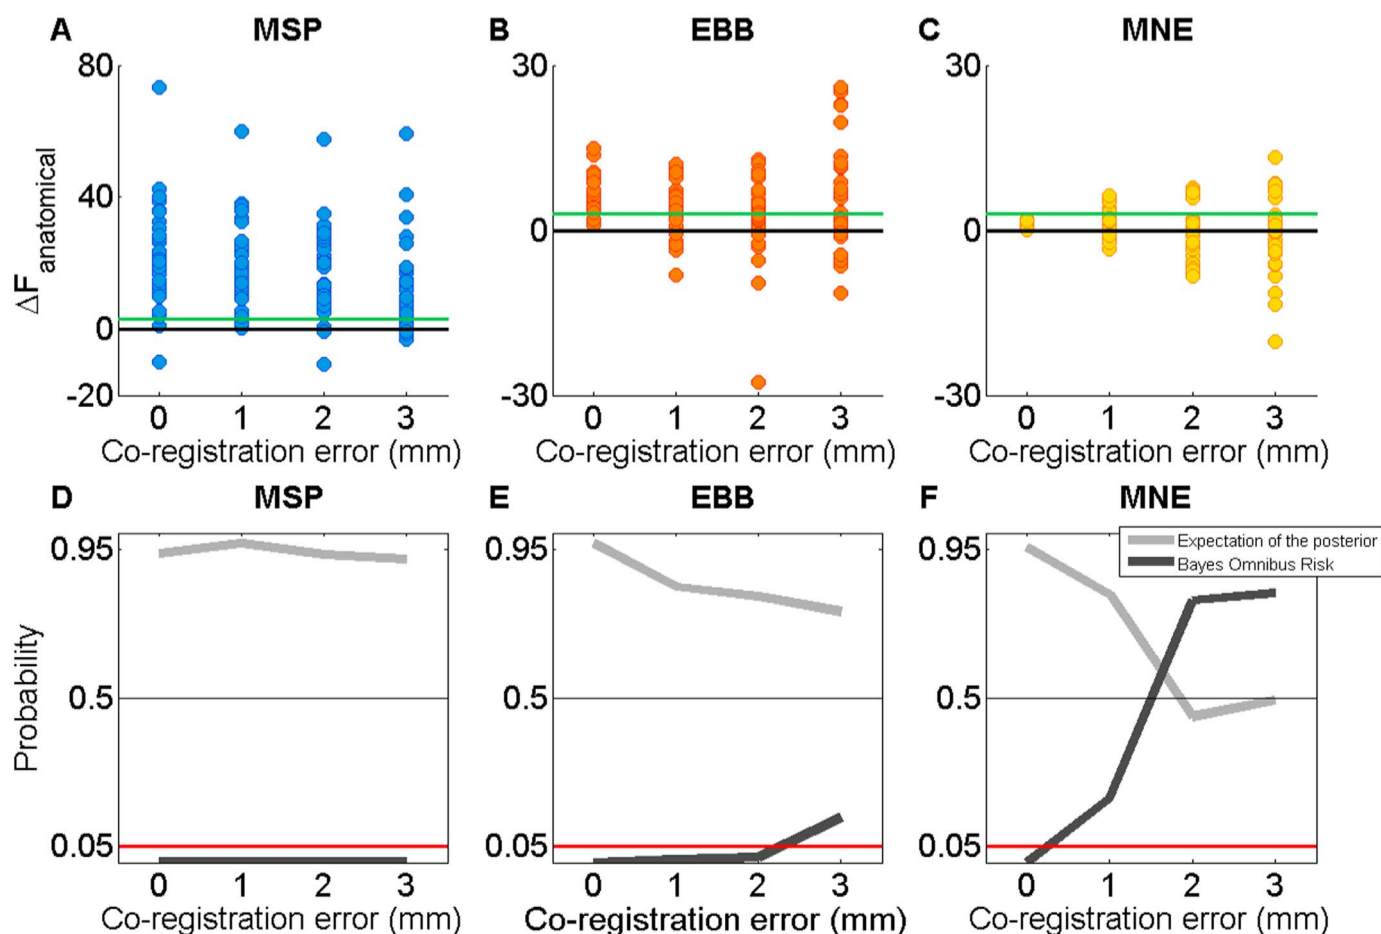 A MSP
80
40
0
-20
ΔF anatomical
0 1 2 3
Co-registration error (mm)
B EBB
30
0
-30
0 1 2 3
Co-registration error (mm)
C MNE
30
0
-30
0 1 2 3
Co-registration error (mm)
D MSP
0.95
0.5
0.05
Probability
0 1 2 3
Co-registration error (mm)
E EBB
0.95
0.5
0.05
0 1 2 3
Co-registration error (mm)
F MNE
Expectation of the posterior
Bayes Omnibus Risk
0.95
0.5
0.05
0 1 2 3
Co-registration error (mm)